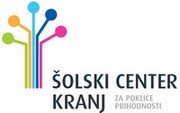 ŠOLSKI CENTER
KRANJ ZA POKLICE
PRIHODNOSTI